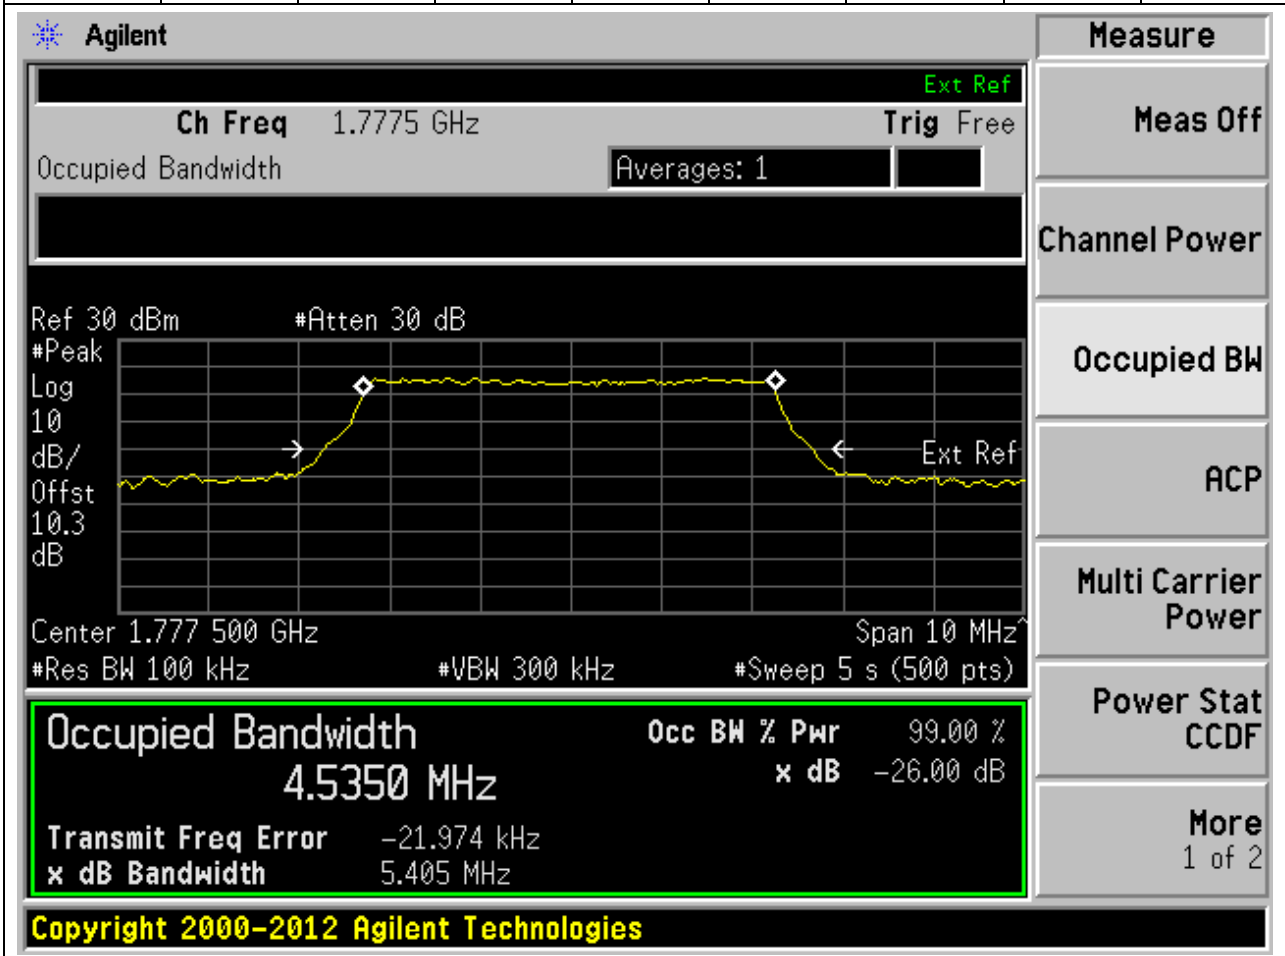 Agilent
Measure
Ext Ref
Ch Freq 1.7775 GHz
Trig Free
Meas Off
Occupied Bandwidth
Averages: 1
Channel Power
Ref 30 dBm
#Atten 30 dB
#Peak
Log
10
dB/
Offst
10.3
dB
Ext Ref
Occupied BW
ACP
Center 1.777 500 GHz
Span 10 MHz^
#Res BW 100 kHz
#VBW 300 kHz
#Sweep 5 s (500 pts)
Multi Carrier
Power
Occupied Bandwidth
4.5350 MHz
Occ BW % Pwr 99.00 %
x dB -26.00 dB
Transmit Freq Error -21.974 kHz
x dB Bandwidth 5.405 MHz
Power Stat
CCDF
More
1 of 2
Copyright 2000-2012 Agilent Technologies